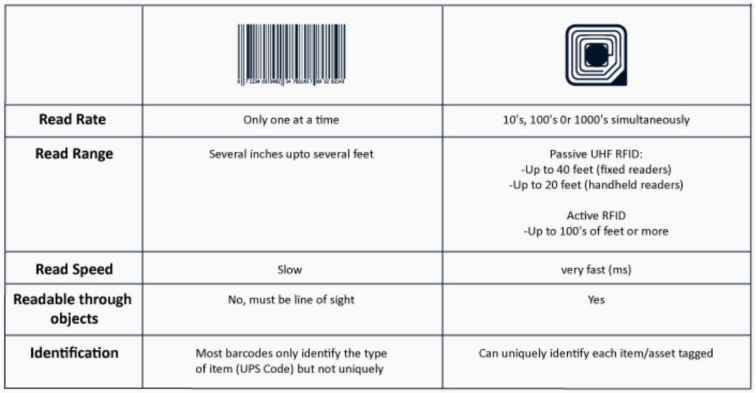 Read Rate
Only one at a time
10's, 100's 0r 1000's simultaneously
Read Range
Several inches upto several feet
Passive UHF RFID:
-Up to 40 feet (fixed readers)
-Up to 20 feet (handheld readers)
Active RFID
-Up to 100's of feet or more
Read Speed
Slow
very fast (ms)
Readable through
objects
No, must be line of sight
Yes
Identification
Most barcodes only identify the type
of item (UPS Code) but not uniquely
Can uniquely identify each item/asset tagged